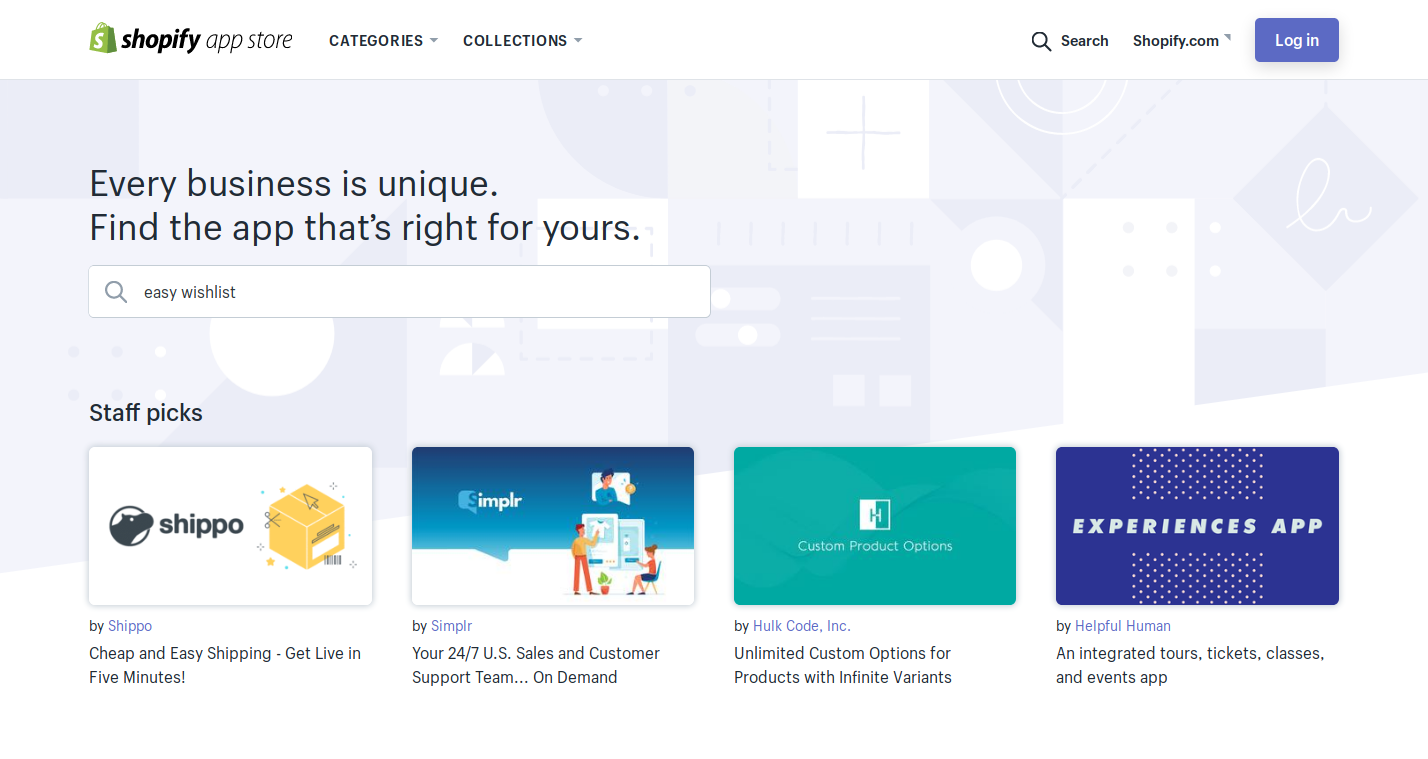 shopify app store
CATEGORIES
COLLECTIONS
Search
Shopify.com
Log in
Every business is unique.
Find the app that’s right for yours.
easy wishlist
Staff picks
shippo
by Shippo
Cheap and Easy Shipping - Get Live in
Five Minutes!
Simplr
by Simplr
Your 24/7 U.S. Sales and Customer
Support Team... On Demand
H
Custom Product Options
by Hulk Code, Inc.
Unlimited Custom Options for
Products with Infinite Variants
EXPERIENCES APP
by Helpful Human
An integrated tours, tickets, classes,
and events app